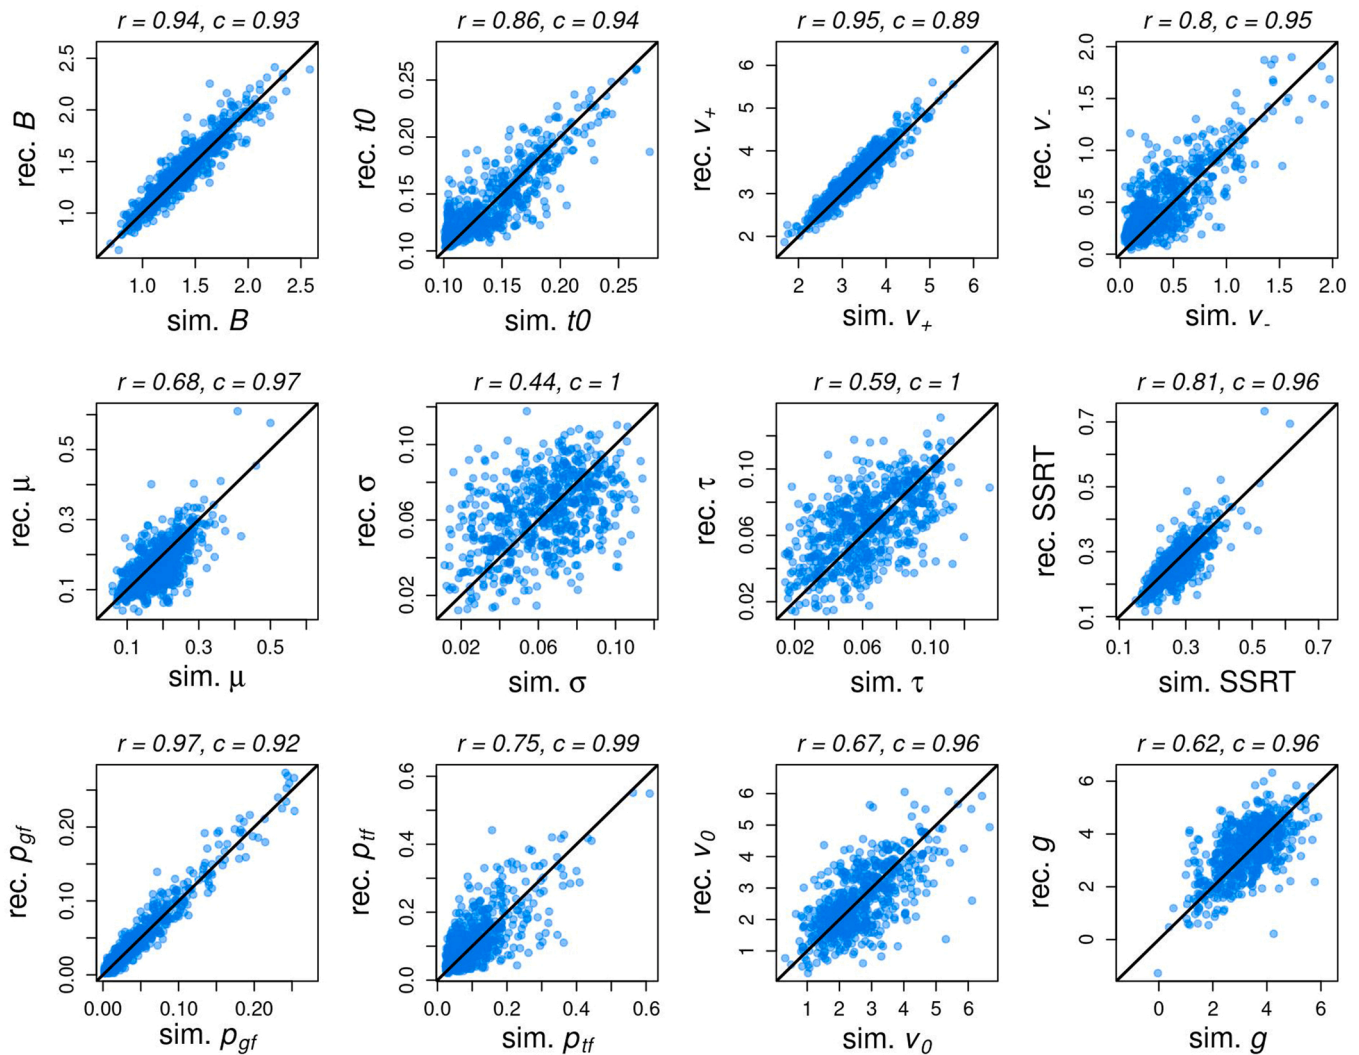 r = 0.94, c = 0.93
r = 0.86, c = 0.94
r = 0.95, c = 0.89
r = 0.8, c = 0.95
rec. B
2.5
2.0
1.5
1.0
1.0 1.5 2.0 2.5
sim. B
rec. t0
0.25
0.20
0.15
0.10
0.10 0.15 0.20 0.25
sim. t0
rec. v+
6
5
4
3
2
2 3 4 5 6
sim. v+
rec. v-
2.0
1.5
1.0
0.5
0.0
0.0 0.5 1.0 1.5 2.0
sim. v-
r = 0.68, c = 0.97
r = 0.44, c = 1
r = 0.59, c = 1
r = 0.81, c = 0.96
rec. μ
0.5
0.3
0.1
0.1 0.3 0.5
sim. μ
rec. σ
0.10
0.06
0.02
0.02 0.06 0.10
sim. σ
rec. τ
0.10
0.06
0.02
0.02 0.06 0.10
sim. τ
rec. SSRT
0.7
0.5
0.3
0.1
0.1 0.3 0.5 0.7
sim. SSRT
r = 0.97, c = 0.92
r = 0.75, c = 0.99
r = 0.67, c = 0.96
r = 0.62, c = 0.96
rec. pgf
0.20
0.10
0.00
0.00 0.10 0.20
sim. pgf
rec. ptf
0.6
0.4
0.2
0.0
0.0 0.2 0.4 0.6
sim. ptf
rec. v0
6
5
4
3
2
1
1 2 3 4 5 6
sim. v0
rec. g
6
4
2
0
0 2 4 6
sim. g